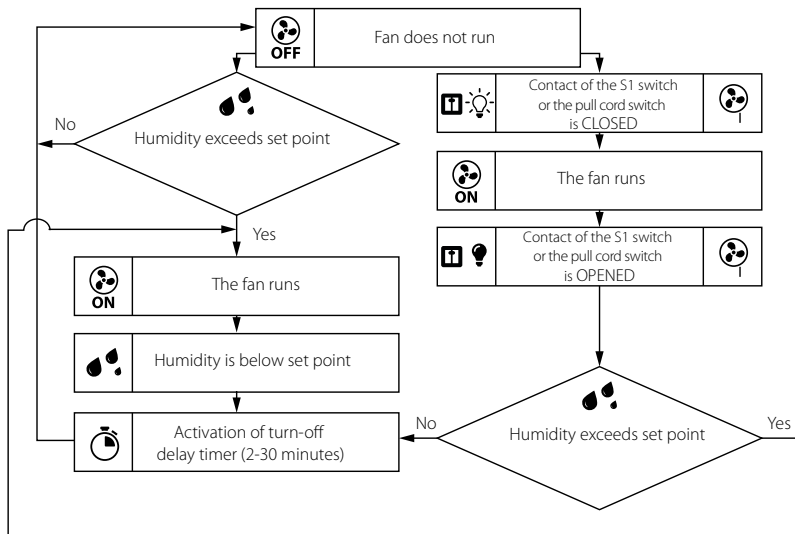 OFF
Fan does not run
Humidity exceeds set point
No
Yes
ON
The fan runs
Humidity is below set point
Activation of turn-off
delay timer (2-30 minutes)
Contact of the S1 switch
or the pull cord switch
is CLOSED
ON
The fan runs
Contact of the S1 switch
or the pull cord switch
is OPENED
Humidity exceeds set point
No
Yes